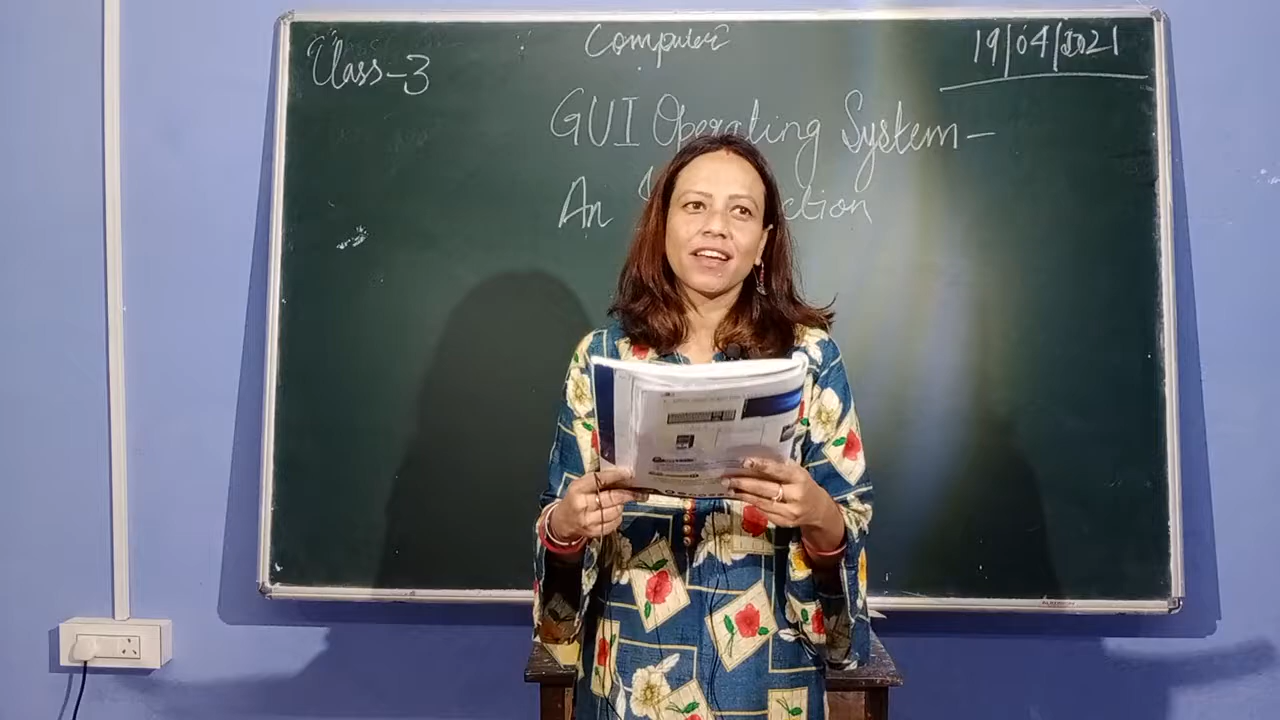 Class-3
Computer
19/04/2021
GUI Operating System-
An ction